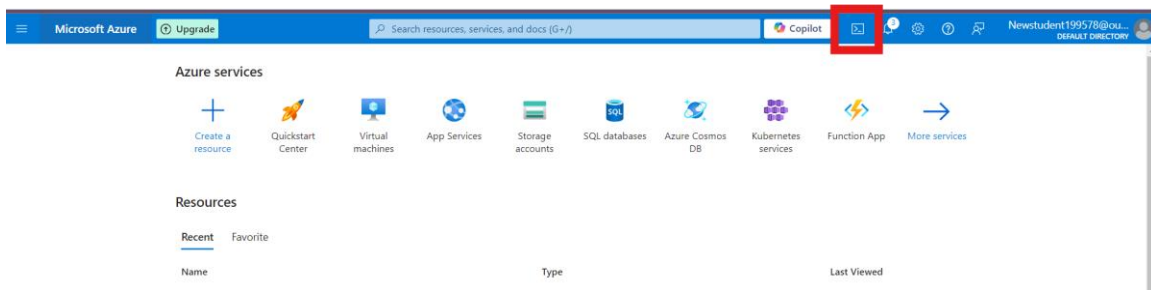 Microsoft Azure
Upgrade
Search resources, services, and docs (G+/)
Copilot
3
Newstudent199578@ou...
DEFAULT DIRECTORY
Azure services
Create a resource
Quickstart Center
Virtual machines
App Services
Storage accounts
SQL
SQL databases
Azure Cosmos DB
Kubernetes services
Function App
More services
Resources
Recent Favorite
Name Type Last Viewed